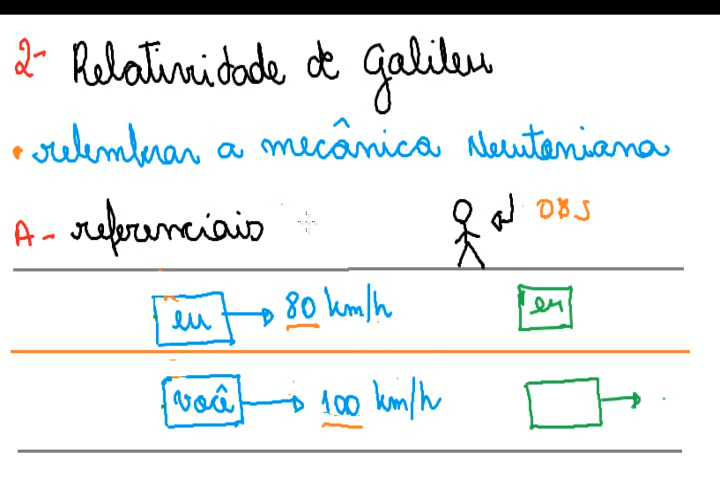 2- Relatividade de Galileu
• relembrar a mecânica Newtoniana
A- referenciais
OBS
eu 80 km/h eu
você 100 km/h